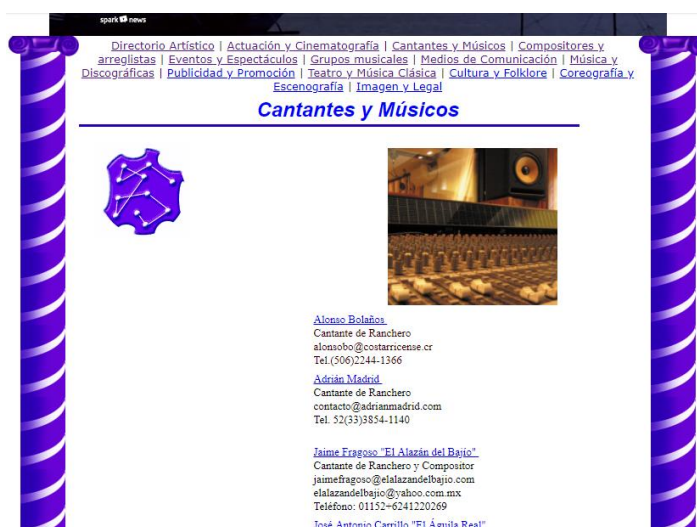 spark news
Directorio Artístico | Actuación y Cinematografía | Cantantes y Músicos | Compositores y
arreglistas | Eventos y Espectáculos | Grupos musicales | Medios de Comunicación | Música y
Discográficas | Publicidad y Promoción | Teatro y Música Clásica | Cultura y Folklore | Coreografía y
Escenografía | Imagen y Legal
Cantantes y Músicos
Alonso Bolaños
Cantante de Ranchero
alonsobo@costarricense.cr
Tel.(506)2244-1366
Adrián Madrid
Cantante de Ranchero
contacto@adrianmadrid.com
Tel. 52(33)3854-1140
Jaime Fragoso "El Alazán del Bajío"
Cantante de Ranchero y Compositor
jaimefragoso@elalazandelbajio.com
elalazandelbajio@yahoo.com.mx
Teléfono: 01152+6241220269
José Antonio Carrillo "El Águila Real"